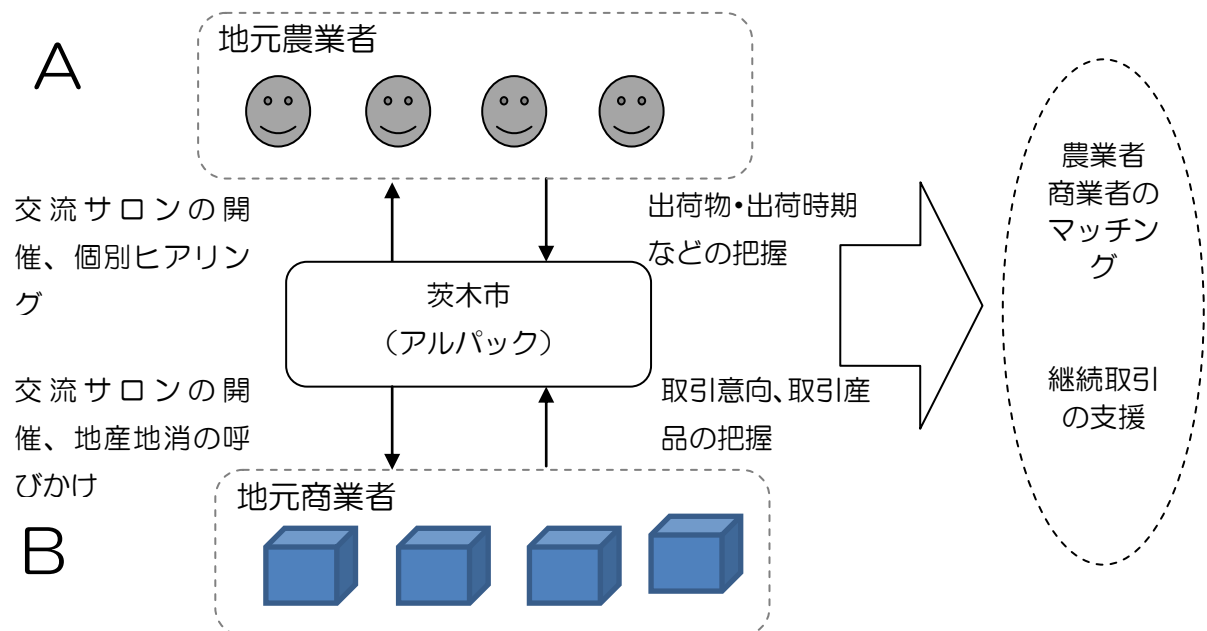 A
地元農業者
交流サロンの開
催、個別ヒアリン
グ
出荷物・出荷時期
などの把握
茨木市
（アルパック）
交流サロンの開
催、地産地消の呼
びかけ
取引意向、取引産
品の把握
地元商業者
B
農業者
商業者の
マッチン
グ
継続取引
の支援